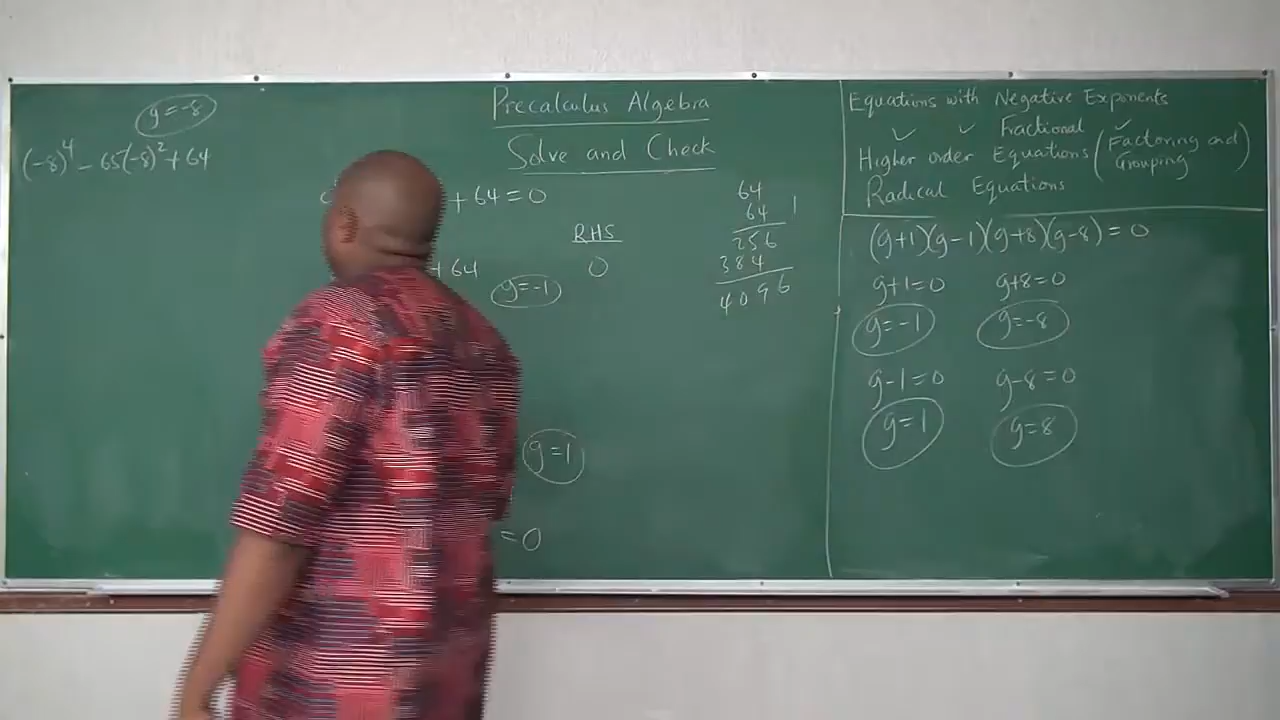 g = -8
(-8)⁴ - 65(-8)² + 64
Precalculus Algebra
Solve and Check
+ 64 = 0
RHS
+ 64
0
g = -1
g = 1
= 0
64
64 1
256
384
4096
Equations with Negative Exponents
✓ ✓ Fractional ✓
Higher order Equations (Factoring and
Grouping)
Radical Equations
(g+1)(g-1)(g+8)(g-8) = 0
g+1=0 g+8=0
g=-1 g=-8
g-1=0 g-8=0
g=1 g=8